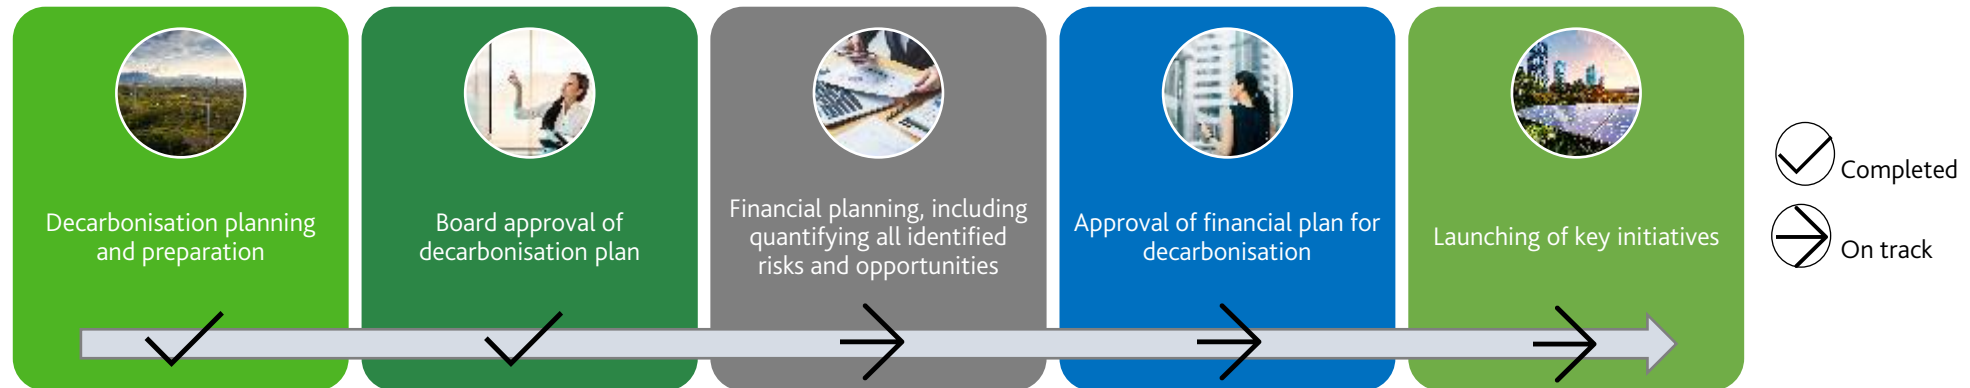 Decarbonisation planning
and preparation
Board approval of
decarbonisation plan
Financial planning, including
quantifying all identified
risks and opportunities
Approval of financial plan for
decarbonisation
Launching of key initiatives
Completed
On track